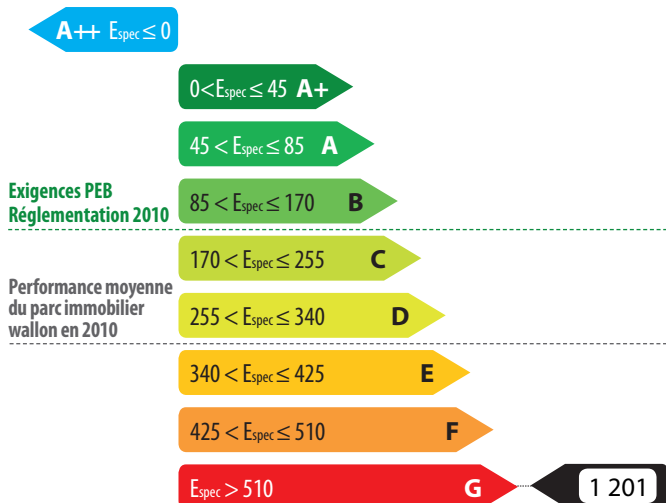 A++ Espec ≤ 0
0 < Espec ≤ 45 A+
45 < Espec ≤ 85 A
Exigences PEB
Réglementation 2010
85 < Espec ≤ 170 B
170 < Espec ≤ 255 C
Performance moyenne
du parc immobilier
wallon en 2010
255 < Espec ≤ 340 D
340 < Espec ≤ 425 E
425 < Espec ≤ 510 F
Espec > 510 G
1 201